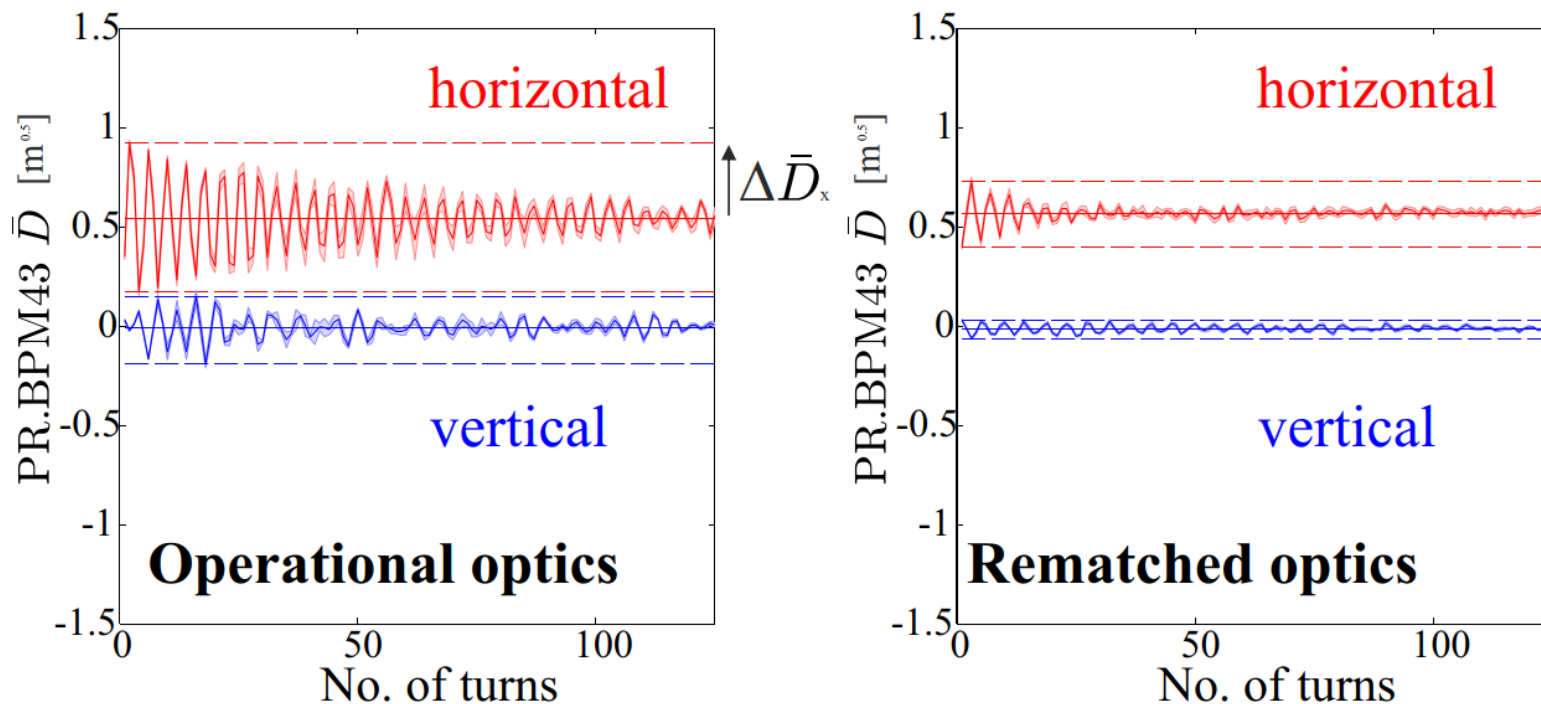 1.5
1
0.5
0
-0.5
-1
-1.5
PR.BPM43 D̄ [m^0.5]
horizontal
vertical
Operational optics
0 50 100
No. of turns
ΔD̄ₓ
1.5
1
0.5
0
-0.5
-1
-1.5
PR.BPM43 D̄ [m^0.5]
horizontal
vertical
Rematched optics
0 50 100
No. of turns